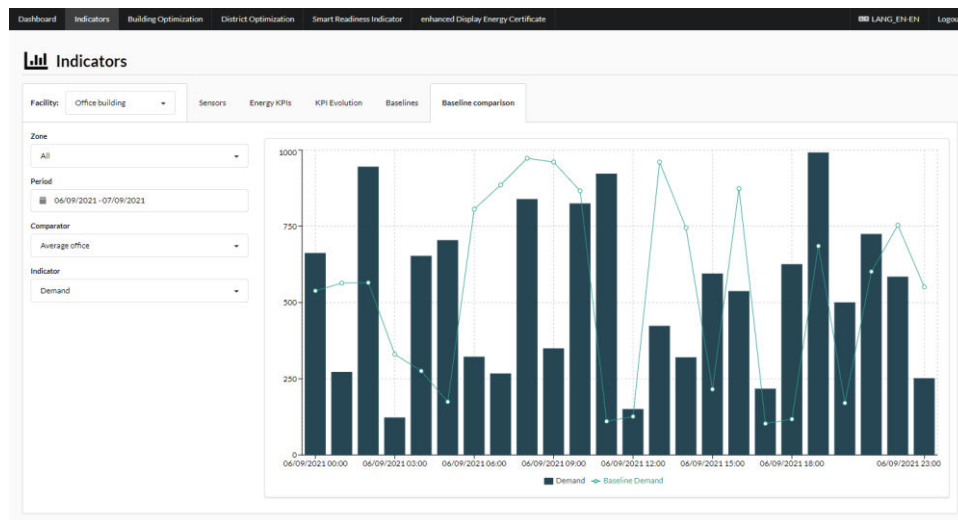 Dashboard Indicators Building Optimization District Optimization Smart Readiness Indicator enhanced Display Energy Certificate LANG_EN-EN Logou
Indicators
Facility: Office building Sensors Energy KPIs KPI Evolution Baselines Baseline comparison
Zone
All
Period
06/09/2021 - 07/09/2021
Comparator
Average office
Indicator
Demand
1000
750
500
250
0
06/09/2021 00:00 06/09/2021 03:00 06/09/2021 06:00 06/09/2021 09:00 06/09/2021 12:00 06/09/2021 15:00 06/09/2021 18:00 06/09/2021 23:00
Demand Baseline Demand